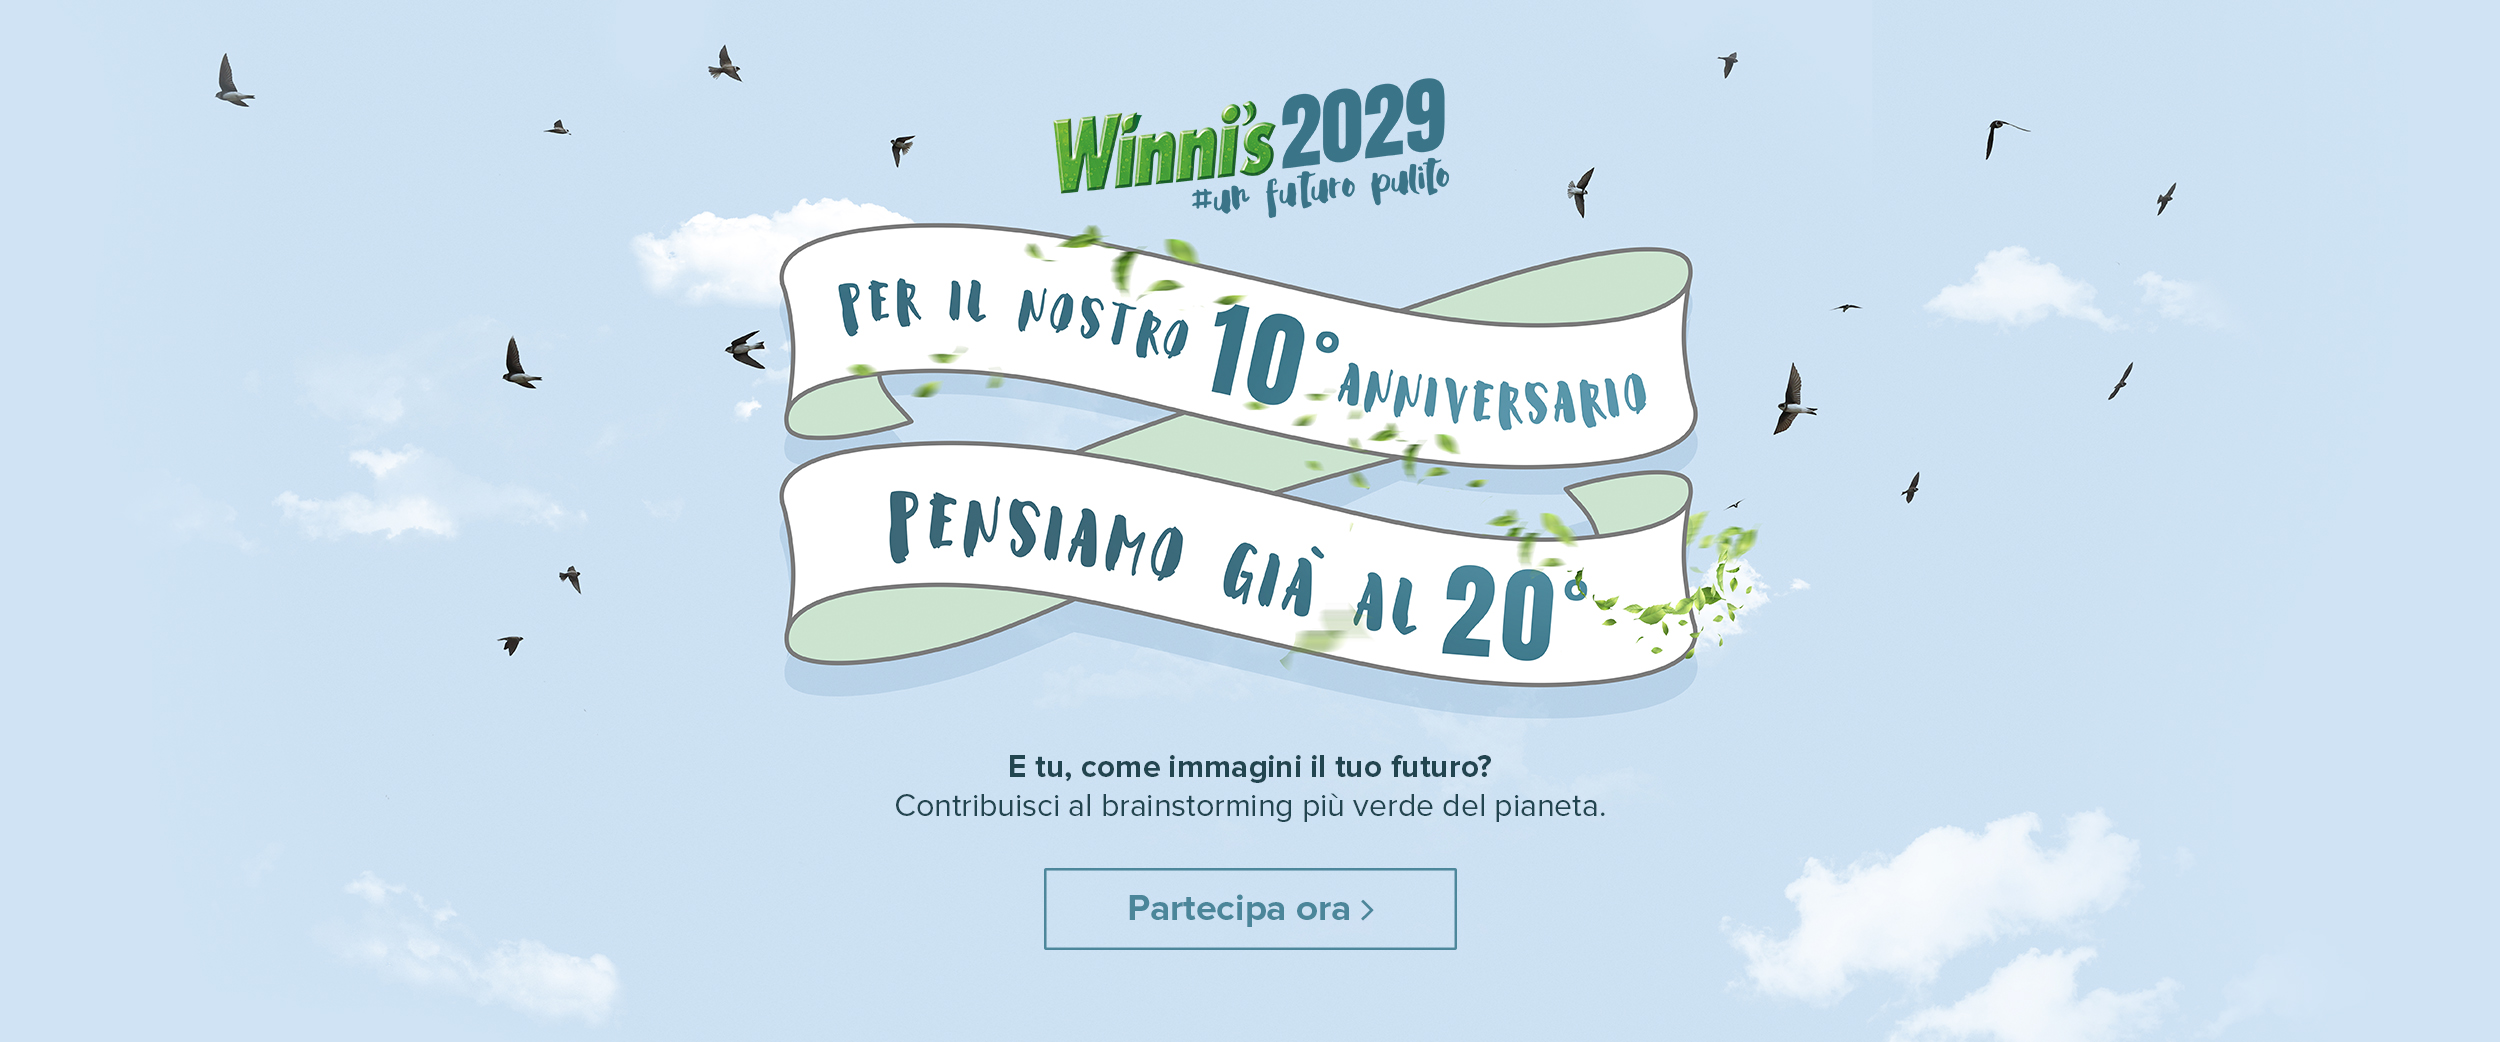 Winni's 2029
#un futuro pulito
PER IL NOSTRO 10° ANNIVERSARIO
PENSIAMO GIÀ AL 20°
E tu, come immagini il tuo futuro?
Contribuisci al brainstorming più verde del pianeta.
Partecipa ora >